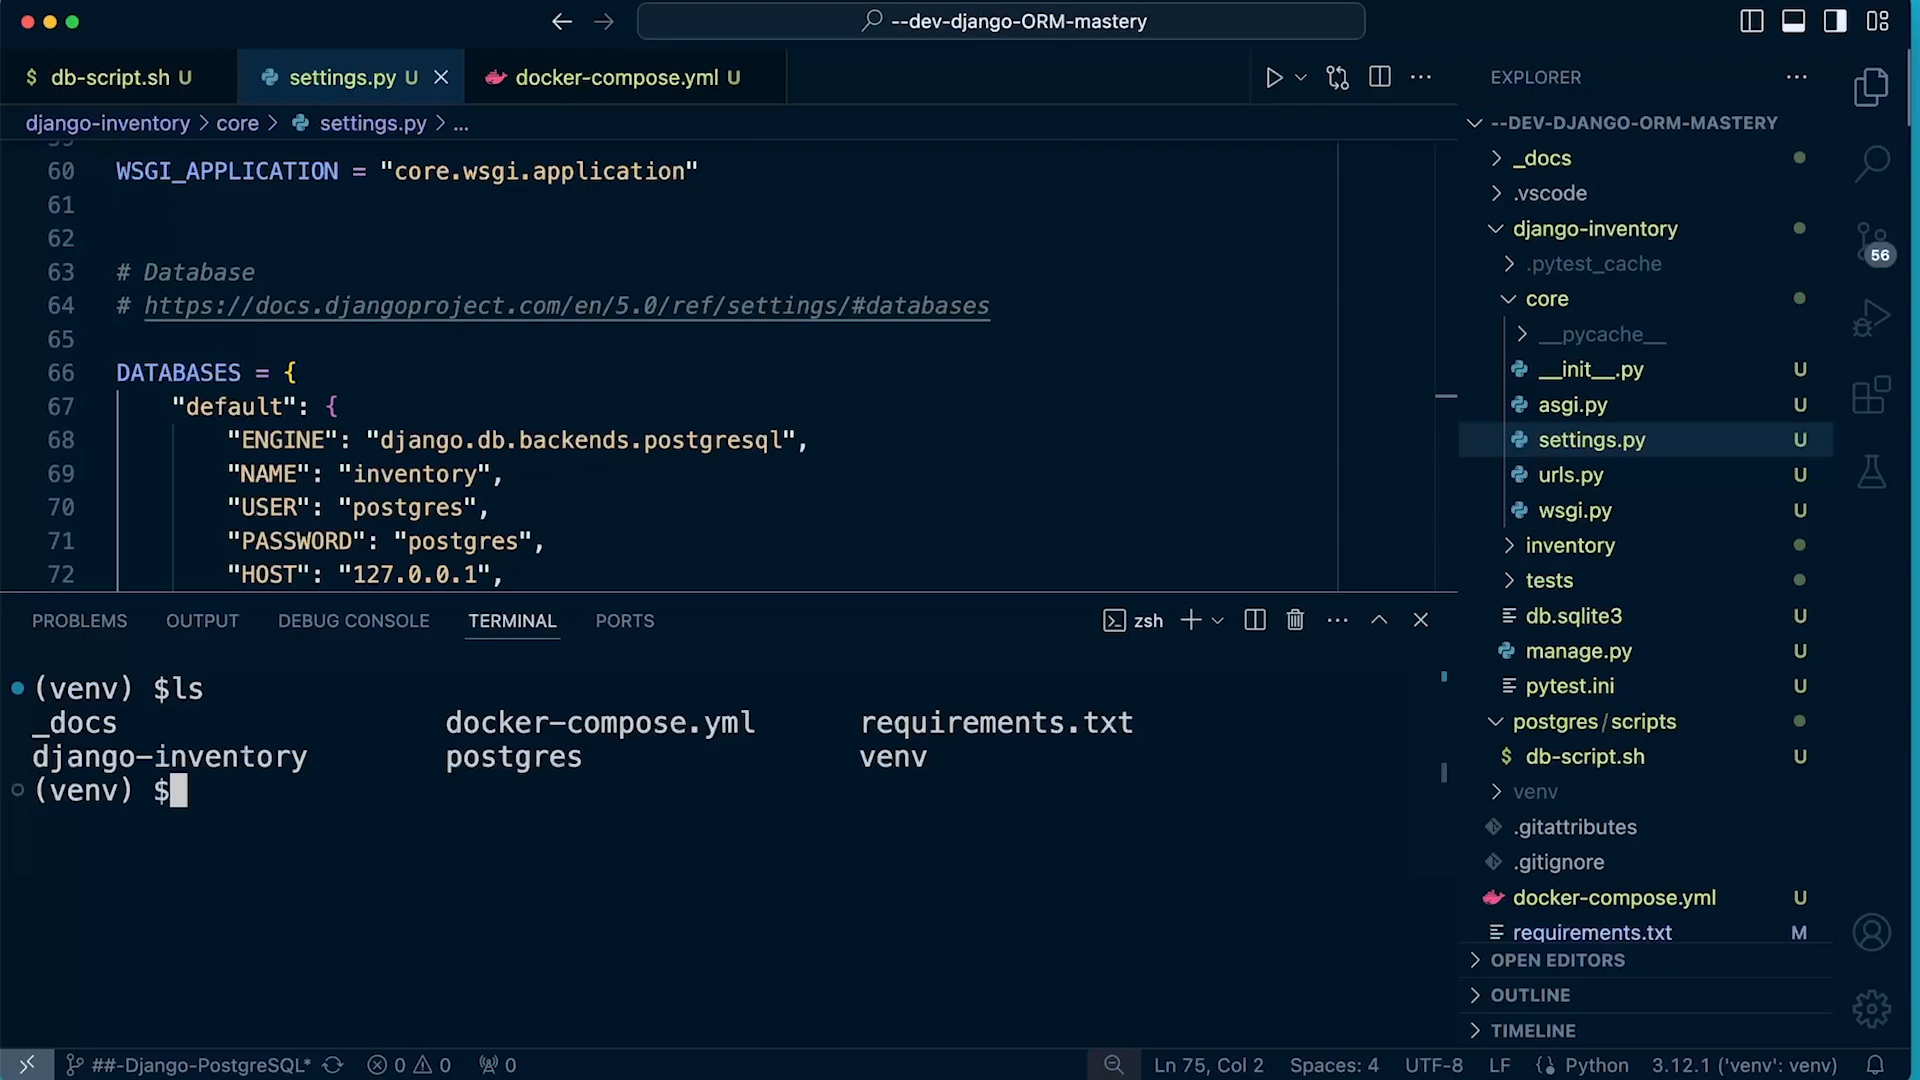 --dev-django-ORM-mastery
$ db-script.sh U
settings.py U
docker-compose.yml U
django-inventory > core > settings.py > ...
59
60 WSGI_APPLICATION = "core.wsgi.application"
61
62
63 # Database
64 # https://docs.djangoproject.com/en/5.0/ref/settings/#databases
65
66 DATABASES = {
67 "default": {
68 "ENGINE": "django.db.backends.postgresql",
69 "NAME": "inventory",
70 "USER": "postgres",
71 "PASSWORD": "postgres",
72 "HOST": "127.0.0.1",
PROBLEMS OUTPUT DEBUG CONSOLE TERMINAL PORTS
zsh
(venv) $ls
_docs docker-compose.yml requirements.txt
django-inventory postgres venv
(venv) $
EXPLORER
--DEV-DJANGO-ORM-MASTERY
_docs
.vscode
django-inventory
.pytest_cache
core
__pycache__
__init__.py U
asgi.py U
settings.py U
urls.py U
wsgi.py U
inventory
tests
db.sqlite3 U
manage.py U
pytest.ini U
postgres/scripts
$ db-script.sh U
venv
.gitattributes
.gitignore
docker-compose.yml U
requirements.txt M
OPEN EDITORS
OUTLINE
TIMELINE
56
##-Django-PostgreSQL* 0 0 0
Ln 75, Col 2 Spaces: 4 UTF-8 LF Python 3.12.1 ('venv': venv)